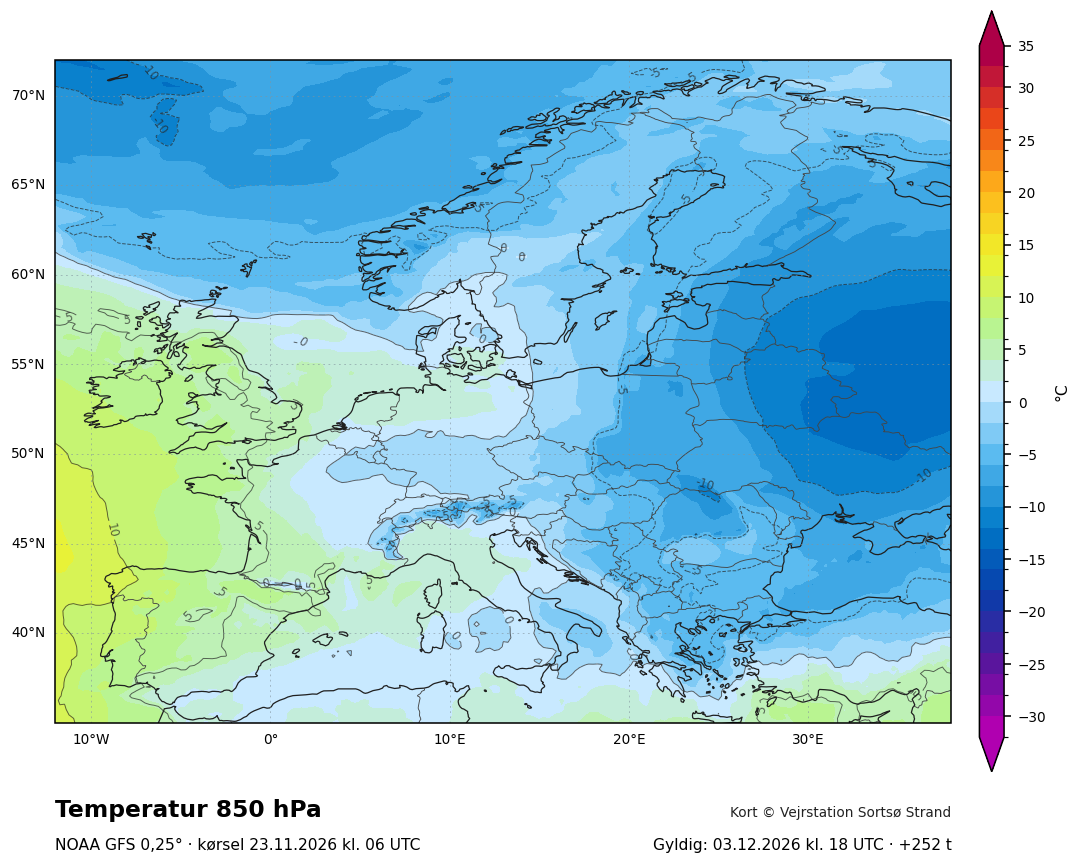 70°N
65°N
60°N
55°N
50°N
45°N
40°N
10°W
0°
10°E
20°E
30°E
35
30
25
20
15
10
5
0
−5
−10
−15
−20
−25
−30
°C
Temperatur 850 hPa
Kort © Vejrstation Sortsø Strand
NOAA GFS 0,25° · kørsel 23.11.2026 kl. 06 UTC
Gyldig: 03.12.2026 kl. 18 UTC · +252 t